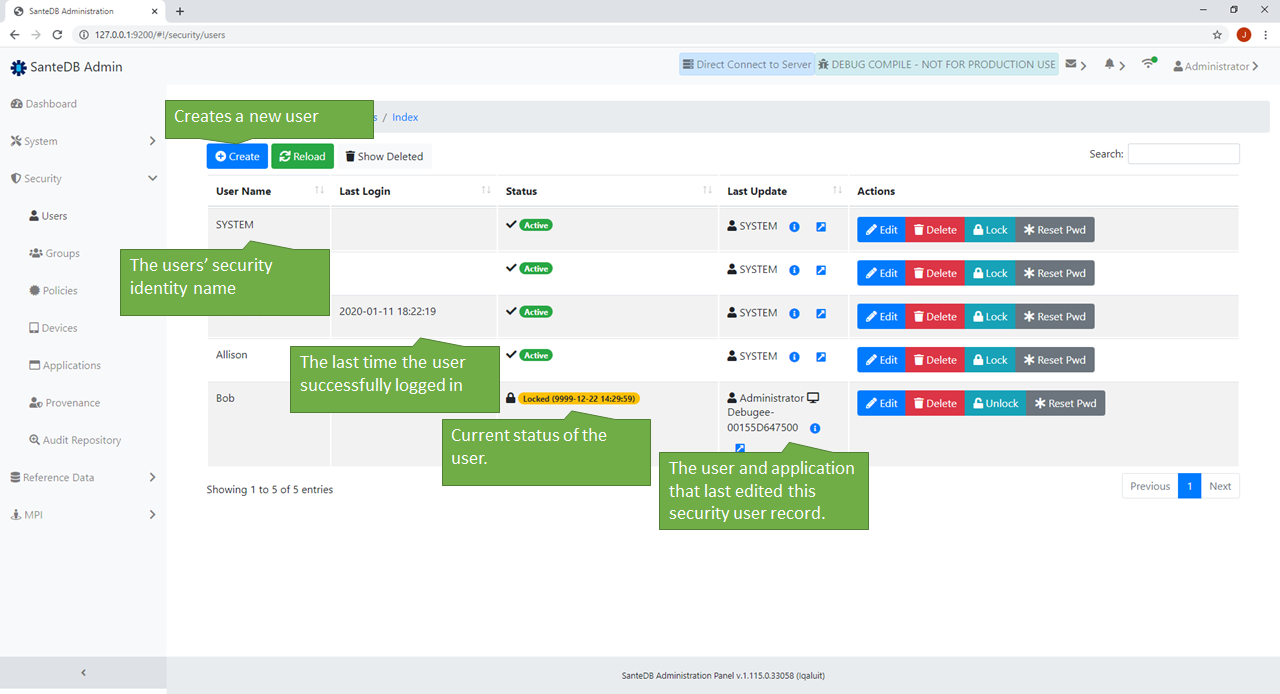 SanteDB Administration
127.0.0.1:9200/#!/security/users
J
SanteDB Admin
Direct Connect to Server
DEBUG COMPILE - NOT FOR PRODUCTION USE
Administrator
Dashboard
System
Security
Users
Groups
Policies
Devices
Applications
Provenance
Audit Repository
Reference Data
MPI
Creates a new user
s / Index
Create
Reload
Show Deleted
Search:
User Name Last Login Status Last Update Actions
SYSTEM Active SYSTEM Edit Delete Lock Reset Pwd
The users’ security
identity name
Active SYSTEM Edit Delete Lock Reset Pwd
2020-01-11 18:22:19 Active SYSTEM Edit Delete Lock Reset Pwd
Allison Active SYSTEM Edit Delete Lock Reset Pwd
The last time the user
successfully logged in
Bob Locked (9999-12-22 14:29:59) Administrator Edit Delete Unlock Reset Pwd
Debugee-
00155D647500
Current status of the
user.
The user and application
that last edited this
security user record.
Showing 1 to 5 of 5 entries
Previous 1 Next
SanteDB Administration Panel v.1.115.0.33058 (Iqaluit)